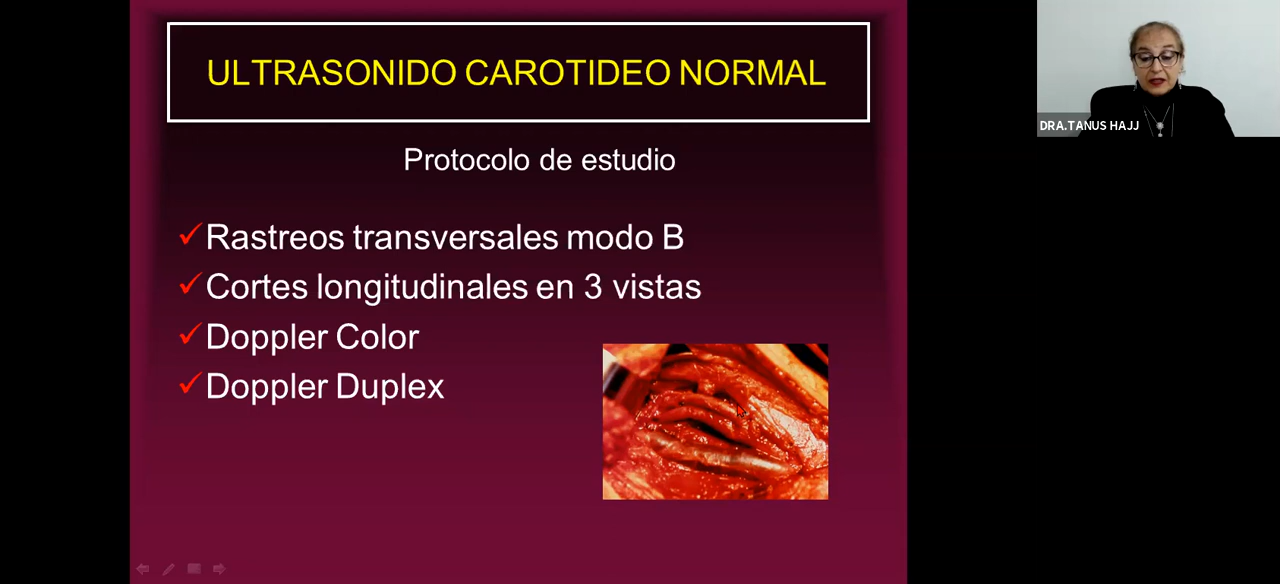 ULTRASONIDO CAROTIDEO NORMAL
Protocolo de estudio
Rastreos transversales modo B
Cortes longitudinales en 3 vistas
Doppler Color
Doppler Duplex
DRA.TANUS HAJJ